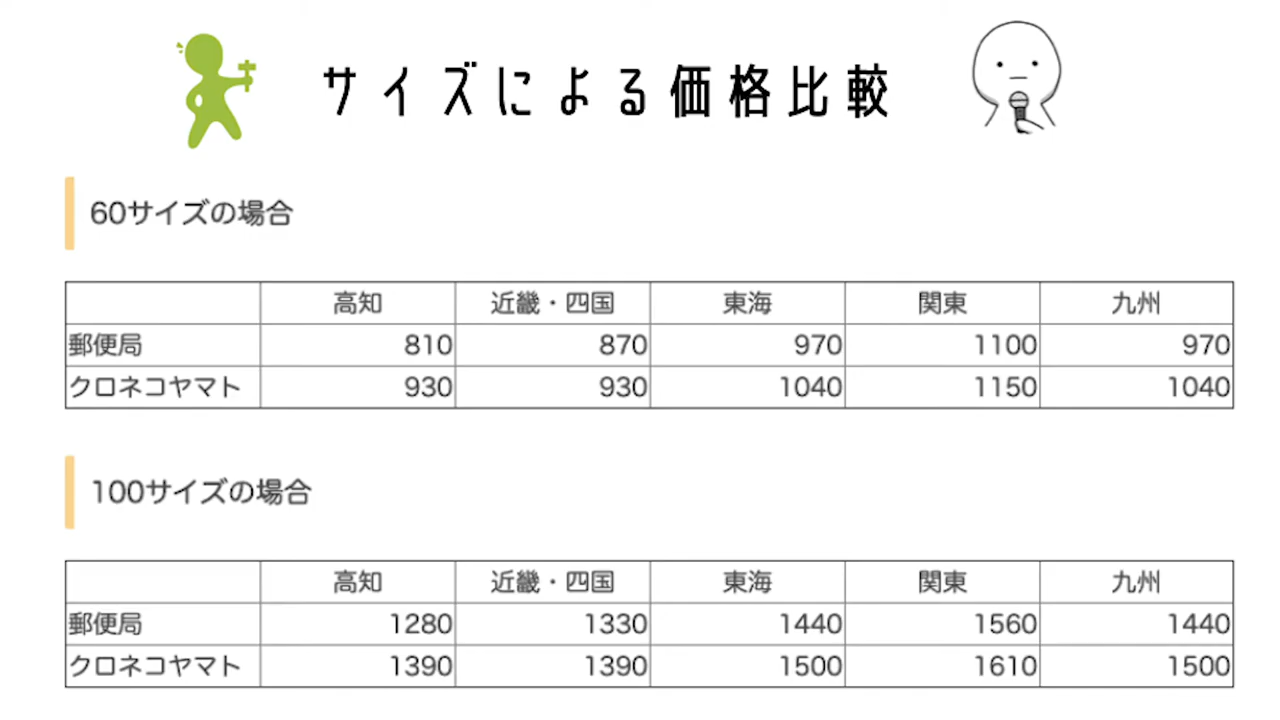 サイズによる価格比較
60サイズの場合
高知 近畿・四国 東海 関東 九州
郵便局 810 870 970 1100 970
クロネコヤマト 930 930 1040 1150 1040
100サイズの場合
高知 近畿・四国 東海 関東 九州
郵便局 1280 1330 1440 1560 1440
クロネコヤマト 1390 1390 1500 1610 1500